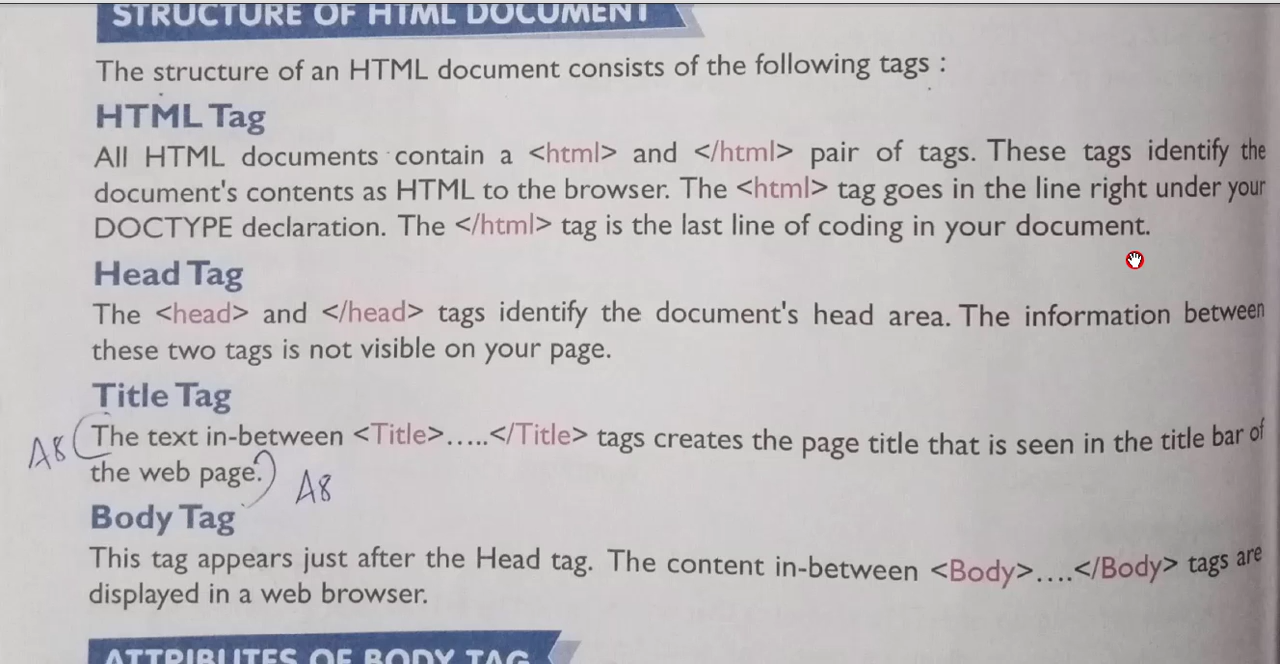 STRUCTURE OF HTML DOCUMENT
The structure of an HTML document consists of the following tags :
HTML Tag
All HTML documents contain a <html> and </html> pair of tags. These tags identify the
document's contents as HTML to the browser. The <html> tag goes in the line right under your
DOCTYPE declaration. The </html> tag is the last line of coding in your document.
Head Tag
The <head> and </head> tags identify the document's head area. The information between
these two tags is not visible on your page.
Title Tag
A8 The text in-between <Title>.....</Title> tags creates the page title that is seen in the title bar of
the web page. A8
Body Tag
This tag appears just after the Head tag. The content in-between <Body>....</Body> tags are
displayed in a web browser.
ATTRIBUTES OF BODY TAG